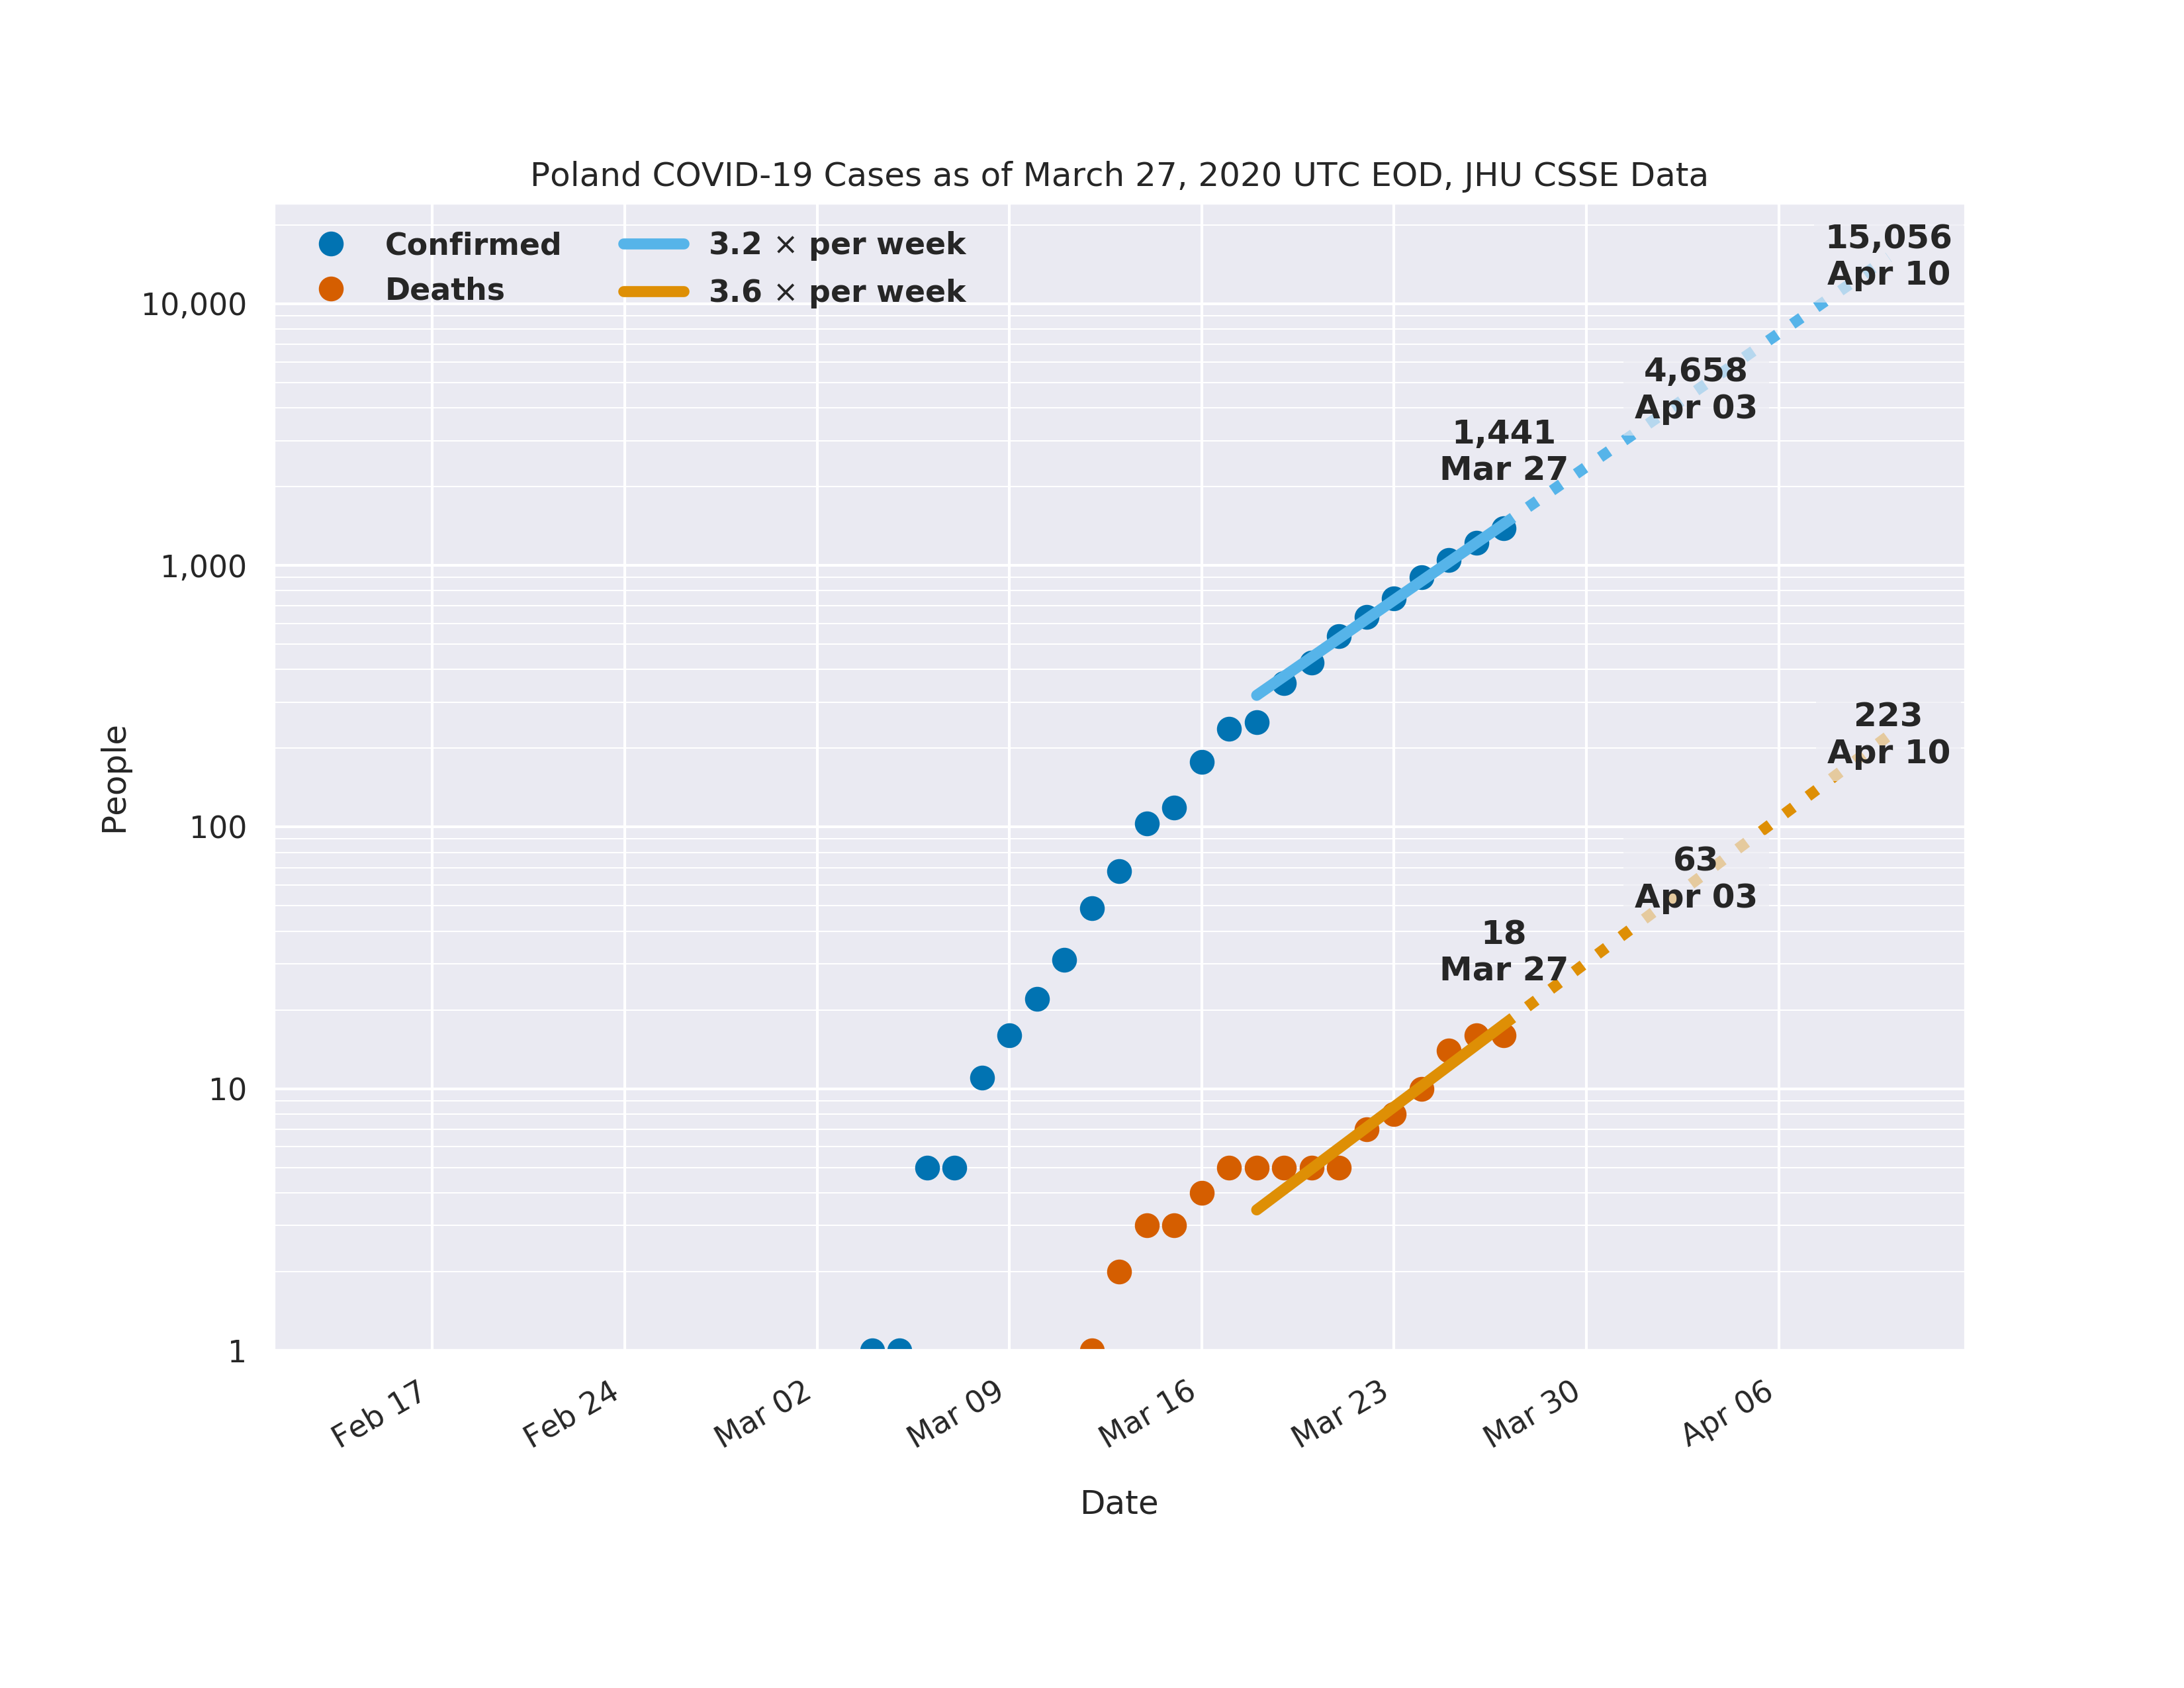 Poland COVID-19 Cases as of March 27, 2020 UTC EOD, JHU CSSE Data
Confirmed
Deaths
3.2 × per week
3.6 × per week
15,056
Apr 10
4,658
Apr 03
1,441
Mar 27
223
Apr 10
63
Apr 03
18
Mar 27
10,000
1,000
100
10
1
People
Feb 17
Feb 24
Mar 02
Mar 09
Mar 16
Mar 23
Mar 30
Apr 06
Date